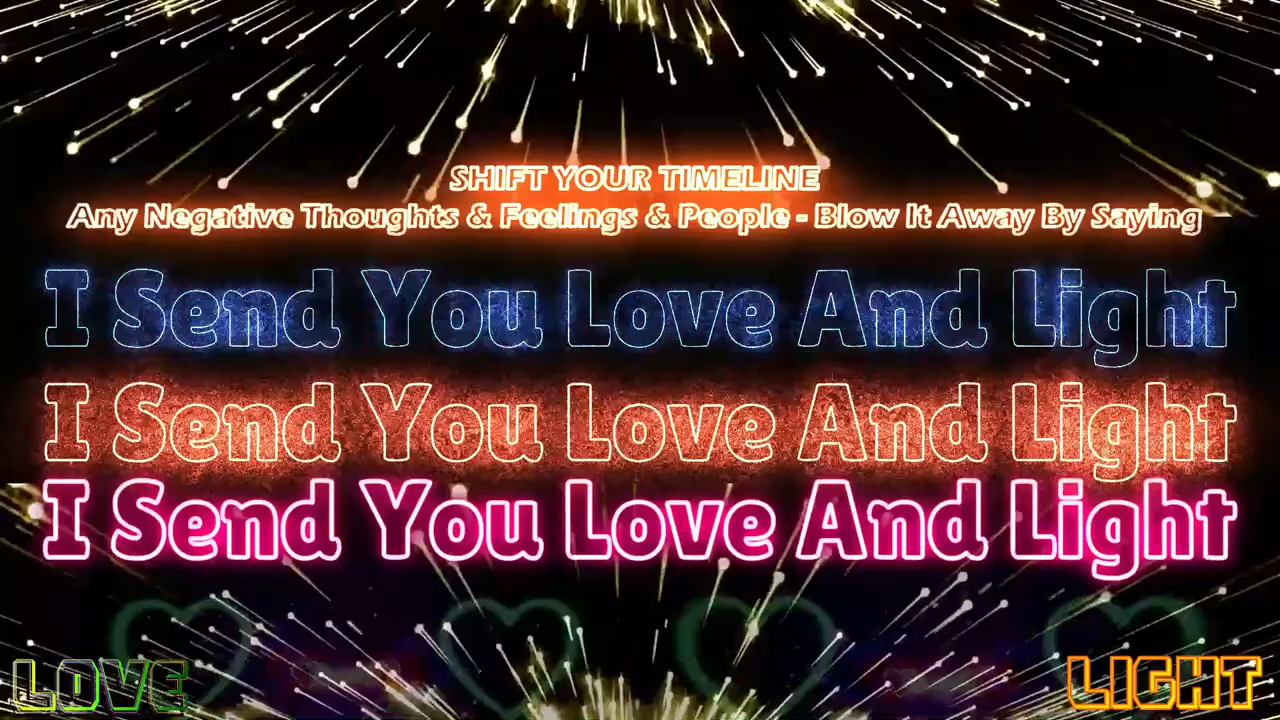 SHIFT YOUR TIMELINE
Any Negative Thoughts & Feelings & People - Blow It Away By Saying
I Send You Love And Light
I Send You Love And Light
I Send You Love And Light
LOVE
LIGHT